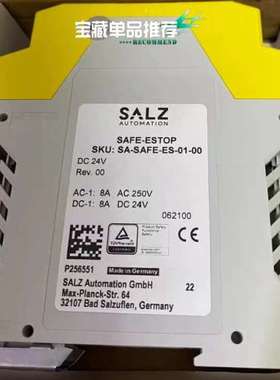 宝藏单品推荐
RECOMMEND
SALZ
AUTOMATION
SAFE-ESTOP
SKU: SA-SAFE-ES-01-00
DC 24V
Rev. 00
AC-1: 8A AC 250V
DC-1: 8A DC 24V
062100
P256551 Made in Germany
SALZ Automation GmbH
Max-Planck-Str. 64
32107 Bad Salzuflen, Germany
22